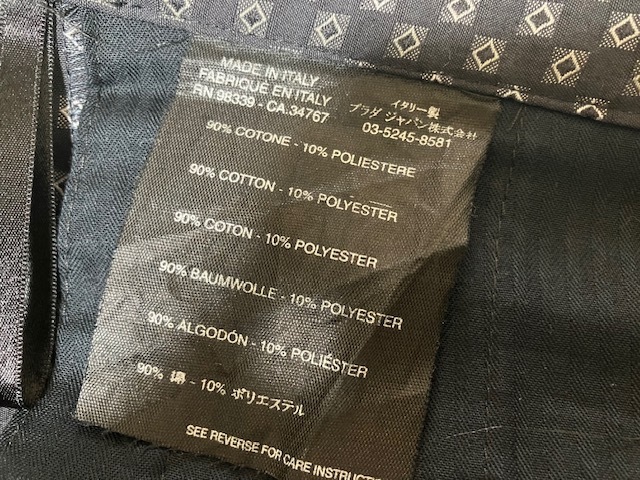 MADE IN ITALY
FABRIQUÉ EN ITALY
RN 98339 - CA.34767
イタリー製
プラダ ジャパン株式会社
03-5245-8581
90% COTONE - 10% POLIESTERE
90% COTTON - 10% POLYESTER
90% COTON - 10% POLYESTER
90% BAUMWOLLE - 10% POLYESTER
90% ALGODÓN - 10% POLIÉSTER
90% 綿 - 10% ポリエステル
SEE REVERSE FOR CARE INSTRUCTI